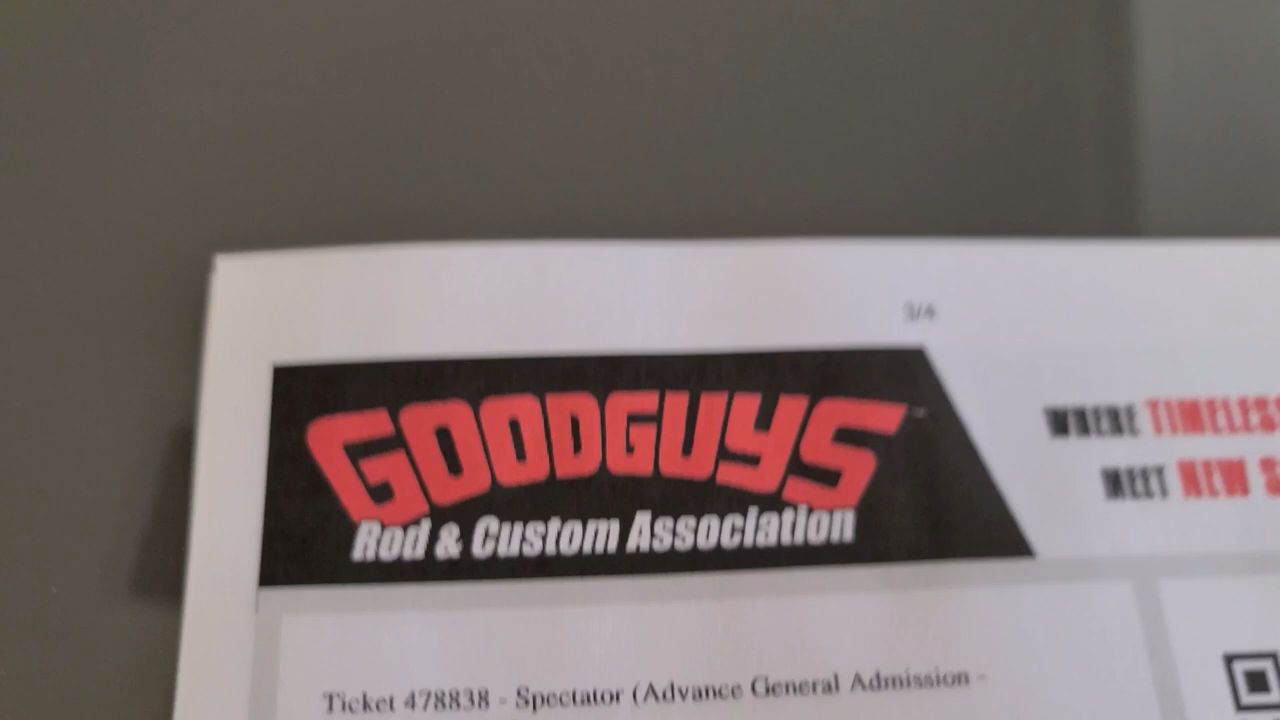 3/4
GOODGUYS
Rod & Custom Association
WHERE TIMELESS
MEET NEW S
Ticket 478838 - Spectator (Advance General Admission -